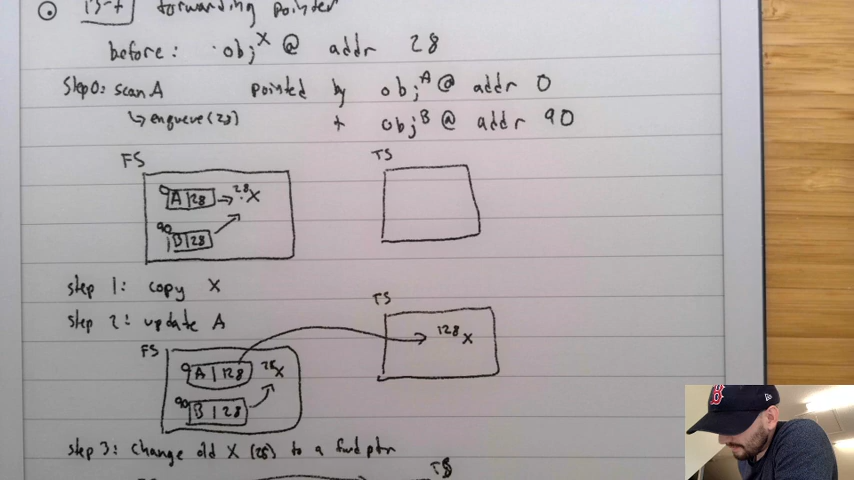 forwarding pointer
before: obj X @ addr 28
Step 0: scan A pointed by obj A @ addr 0
↳ enqueue(28) + obj B @ addr 90
FS TS
0 A | 28 → 28 X
90 B | 28
step 1: copy X
TS
step 2: update A
128 X
FS
0 A | 128 28 X
90 B | 28
step 3: change old X (28) to a fwd ptr
TS
B